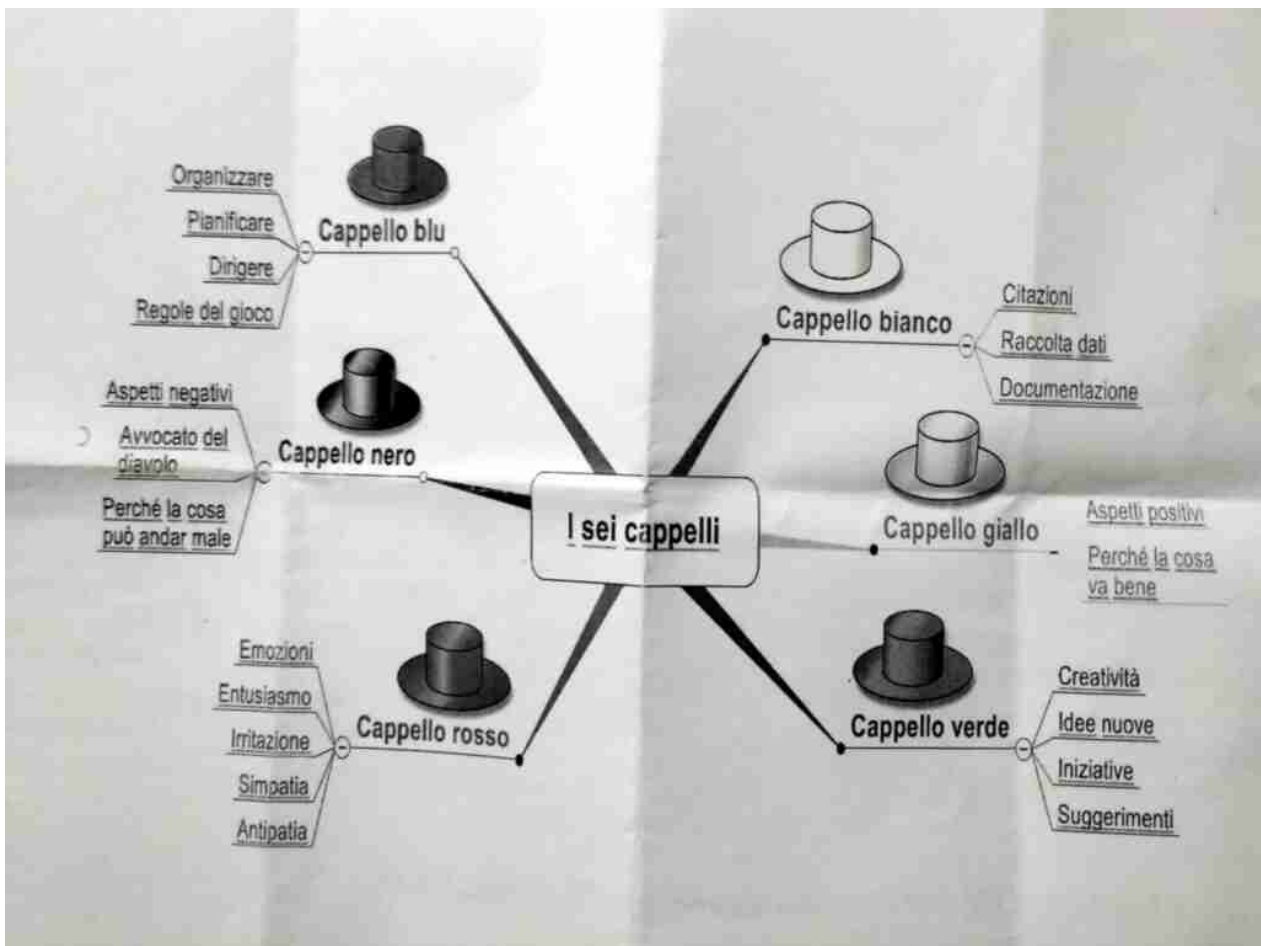 Organizzare
Pianificare
Dirigere
Regole del gioco
Cappello blu
Aspetti negativi
Avvocato del
diavolo
Perché la cosa
può andar male
Cappello nero
Emozioni
Entusiasmo
Irritazione
Simpatia
Antipatia
Cappello rosso
I sei cappelli
Cappello bianco
Citazioni
Raccolta dati
Documentazione
Cappello giallo
Aspetti positivi
Perché la cosa
va bene
Cappello verde
Creatività
Idee nuove
Iniziative
Suggerimenti